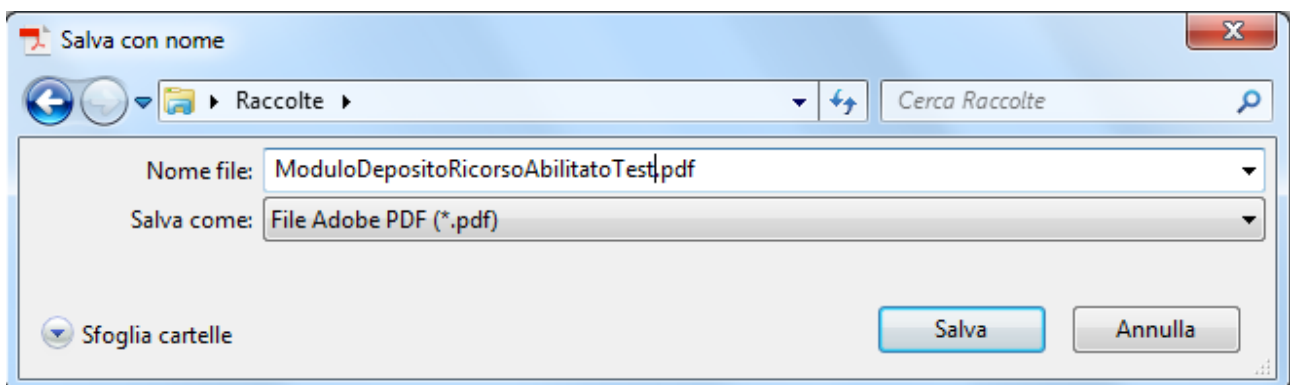 Salva con nome
Raccolte
Cerca Raccolte
Nome file: ModuloDepositoRicorsoAbilitatoTest.pdf
Salva come: File Adobe PDF (*.pdf)
Sfoglia cartelle
Salva
Annulla